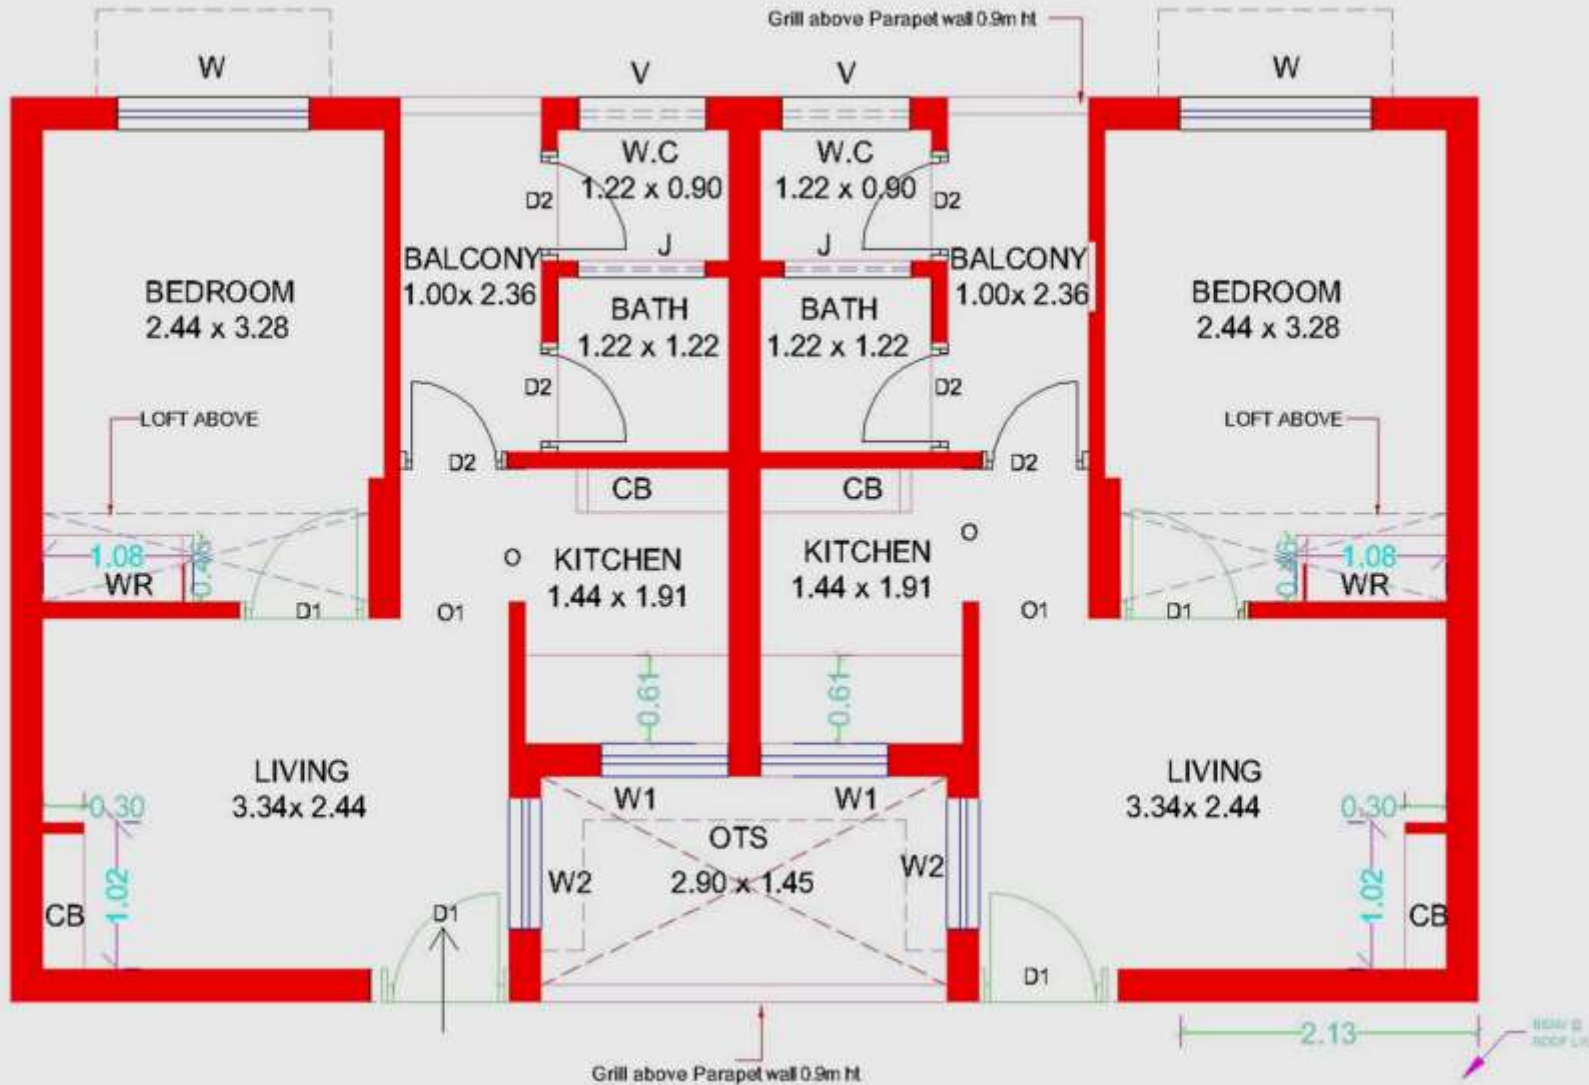 Grill above Parapet wall 0.9m ht
W
V
V
W
W.C
1.22 x 0.90
W.C
1.22 x 0.90
D2
D2
J
J
BALCONY
1.00x 2.36
BALCONY
1.00x 2.36
BEDROOM
2.44 x 3.28
BEDROOM
2.44 x 3.28
BATH
1.22 x 1.22
BATH
1.22 x 1.22
D2
D2
LOFT ABOVE
LOFT ABOVE
D2
D2
CB
CB
O
O
KITCHEN
1.44 x 1.91
KITCHEN
1.44 x 1.91
1.08
WR
1.08
WR
D1
O1
O1
D1
0.61
0.61
LIVING
3.34x 2.44
LIVING
3.34x 2.44
0.30
0.30
W1
W1
OTS
2.90 x 1.45
W2
W2
1.02
1.02
CB
CB
D1
D1
2.13
Grill above Parapet wall 0.9m ht